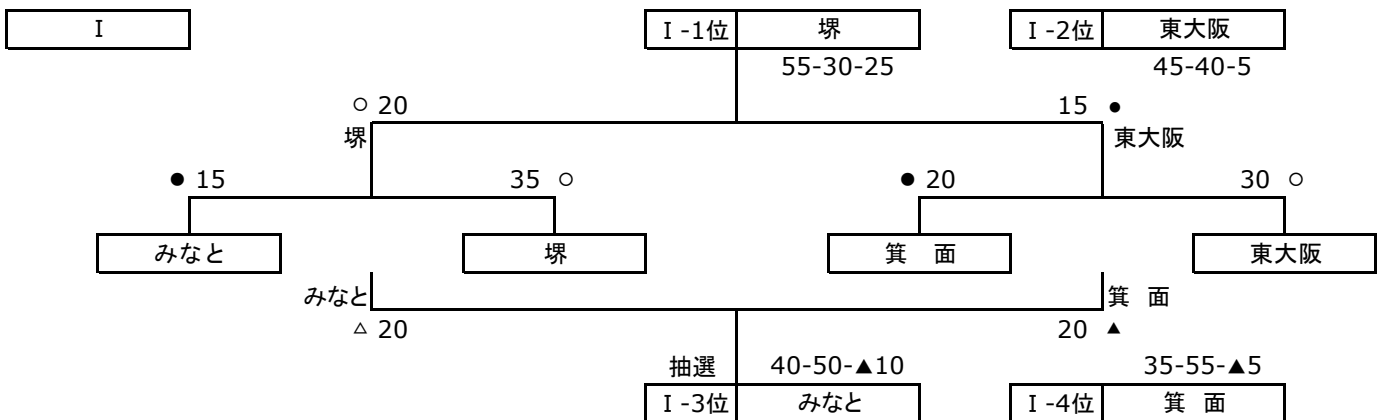 I I-1位 堺 I-2位 東大阪
55-30-25 45-40-5
○ 20 15 ●
堺 東大阪
● 15 35 ○ ● 20 30 ○
みなと 堺 箕 面 東大阪
みなと 箕 面
△ 20 20 ▲
抽選 40-50-▲10 35-55-▲5
I-3位 みなと I-4位 箕 面